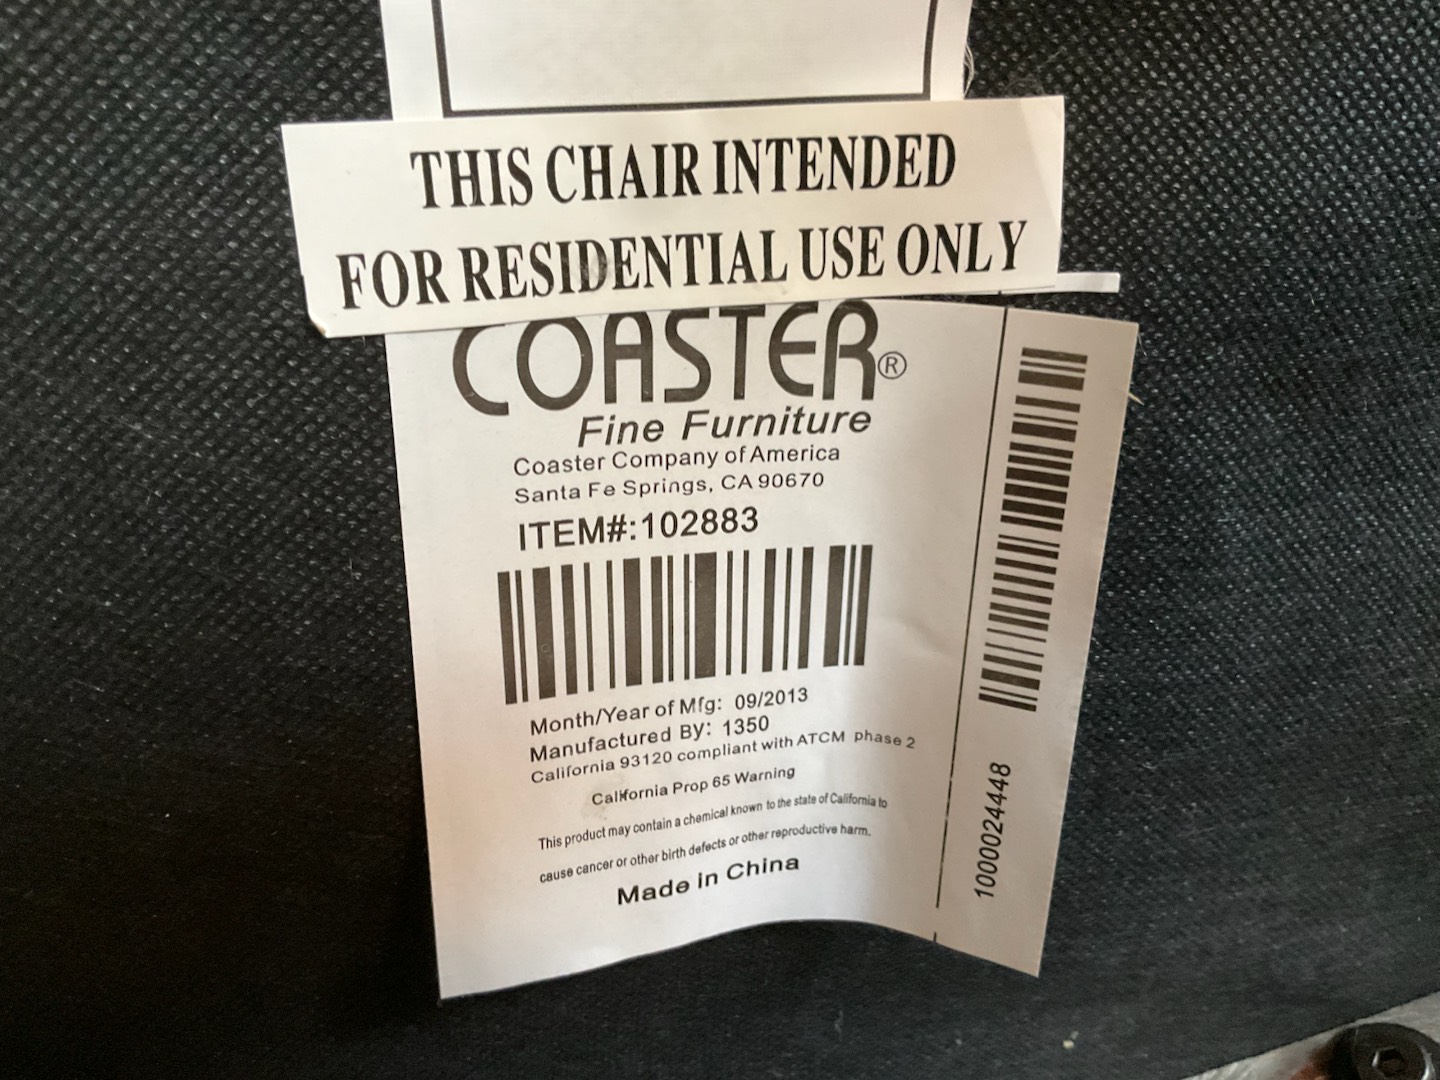 THIS CHAIR INTENDED
FOR RESIDENTIAL USE ONLY
COASTER®
Fine Furniture
Coaster Company of America
Santa Fe Springs, CA 90670
ITEM#:102883
Month/Year of Mfg: 09/2013
Manufactured By: 1350
California 93120 compliant with ATCM phase 2
California Prop 65 Warning
This product may contain a chemical known to the state of California to
cause cancer or other birth defects or other reproductive harm.
Made in China
1000024448